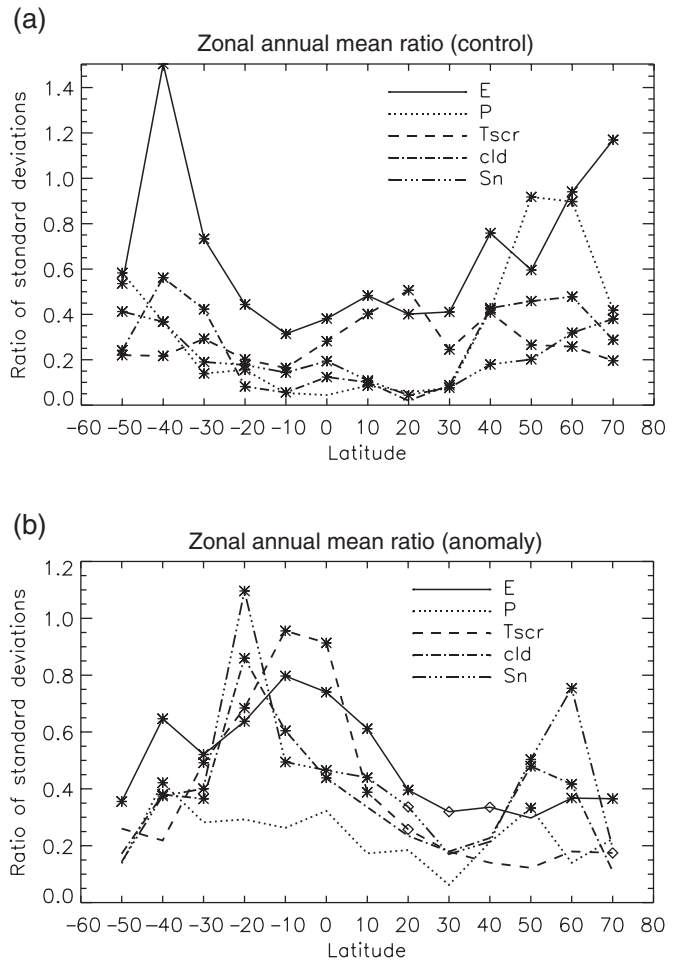 (a)
Zonal annual mean ratio (control)
E
P
Tscr
cld
Sn
Ratio of standard deviations
1.4
1.2
1.0
0.8
0.6
0.4
0.2
0.0
−60 −50 −40 −30 −20 −10 0 10 20 30 40 50 60 70 80
Latitude
(b)
Zonal annual mean ratio (anomaly)
E
P
Tscr
cld
Sn
Ratio of standard deviations
1.2
1.0
0.8
0.6
0.4
0.2
0.0
−60 −50 −40 −30 −20 −10 0 10 20 30 40 50 60 70 80
Latitude